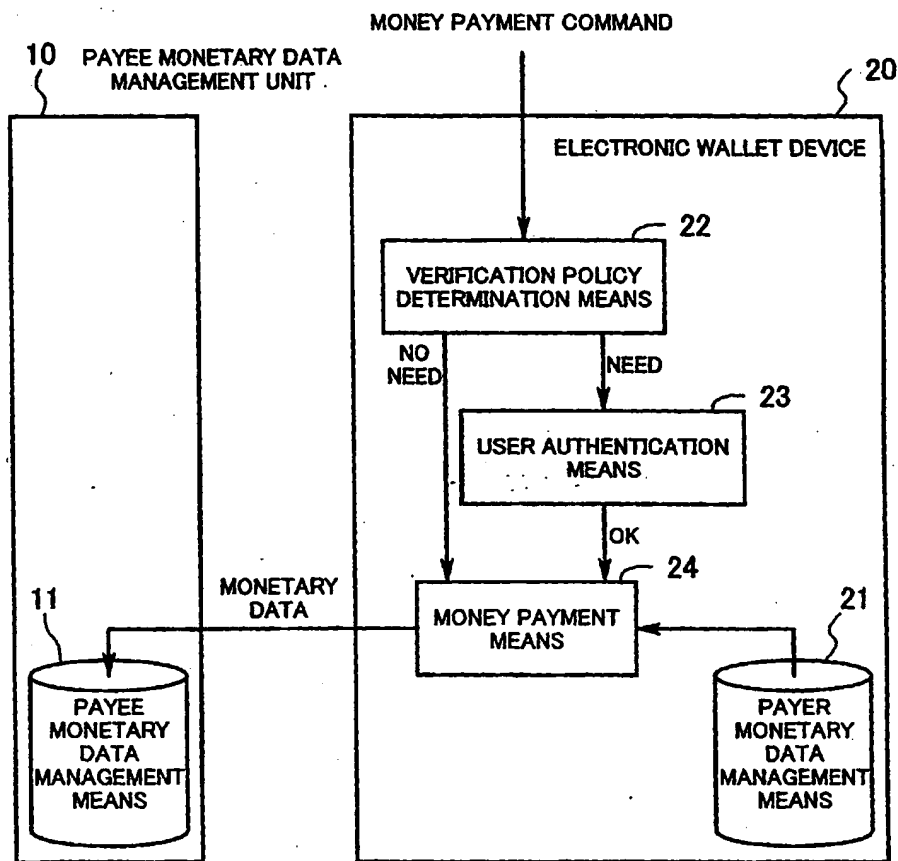 MONEY PAYMENT COMMAND
10
PAYEE MONETARY DATA
MANAGEMENT UNIT
20
ELECTRONIC WALLET DEVICE
22
VERIFICATION POLICY
DETERMINATION MEANS
NO
NEED
NEED
23
USER AUTHENTICATION
MEANS
OK
24
MONEY PAYMENT
MEANS
MONETARY
DATA
11
PAYEE
MONETARY
DATA
MANAGEMENT
MEANS
21
PAYER
MONETARY
DATA
MANAGEMENT
MEANS